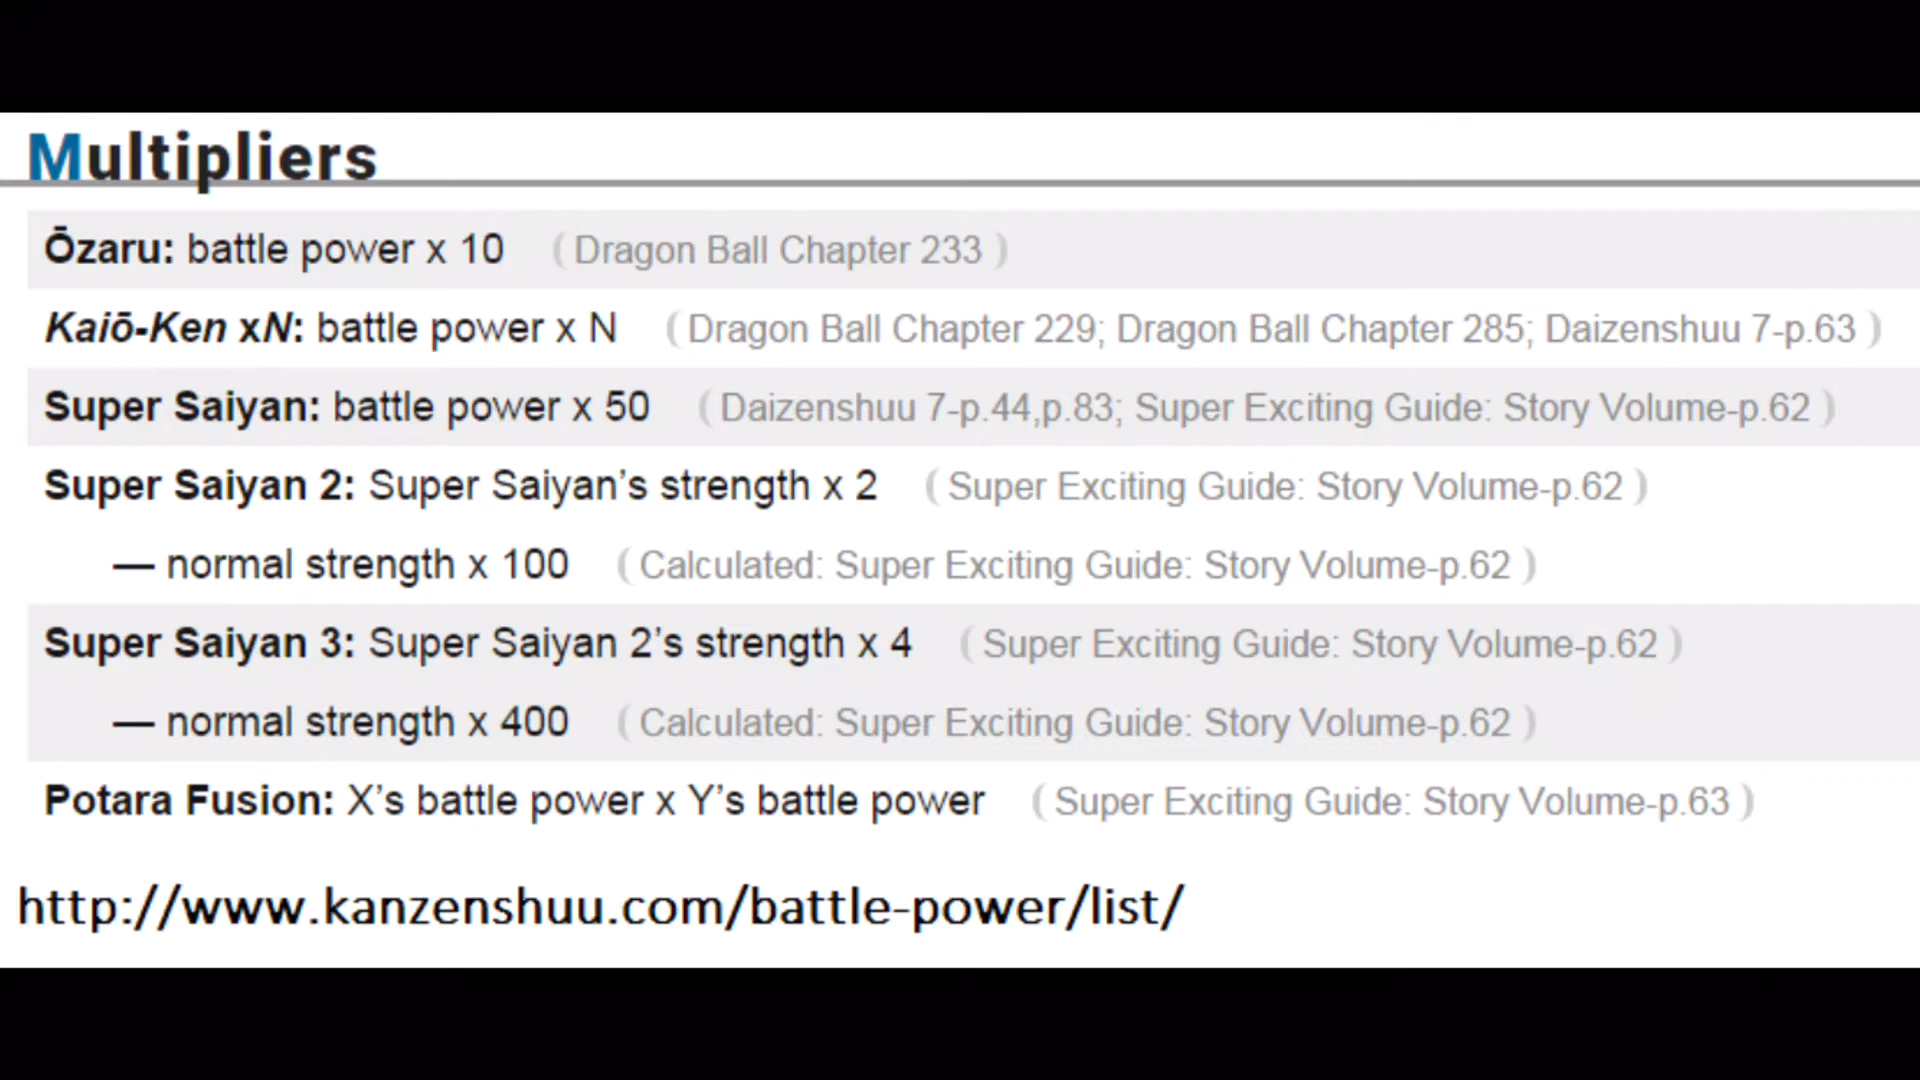 Multipliers
Ōzaru: battle power x 10 ( Dragon Ball Chapter 233 )
Kaiō-Ken xN: battle power x N ( Dragon Ball Chapter 229; Dragon Ball Chapter 285; Daizenshuu 7-p.63 )
Super Saiyan: battle power x 50 ( Daizenshuu 7-p.44,p.83; Super Exciting Guide: Story Volume-p.62 )
Super Saiyan 2: Super Saiyan’s strength x 2 ( Super Exciting Guide: Story Volume-p.62 )
— normal strength x 100 ( Calculated: Super Exciting Guide: Story Volume-p.62 )
Super Saiyan 3: Super Saiyan 2’s strength x 4 ( Super Exciting Guide: Story Volume-p.62 )
— normal strength x 400 ( Calculated: Super Exciting Guide: Story Volume-p.62 )
Potara Fusion: X’s battle power x Y’s battle power ( Super Exciting Guide: Story Volume-p.63 )
http://www.kanzenshuu.com/battle-power/list/